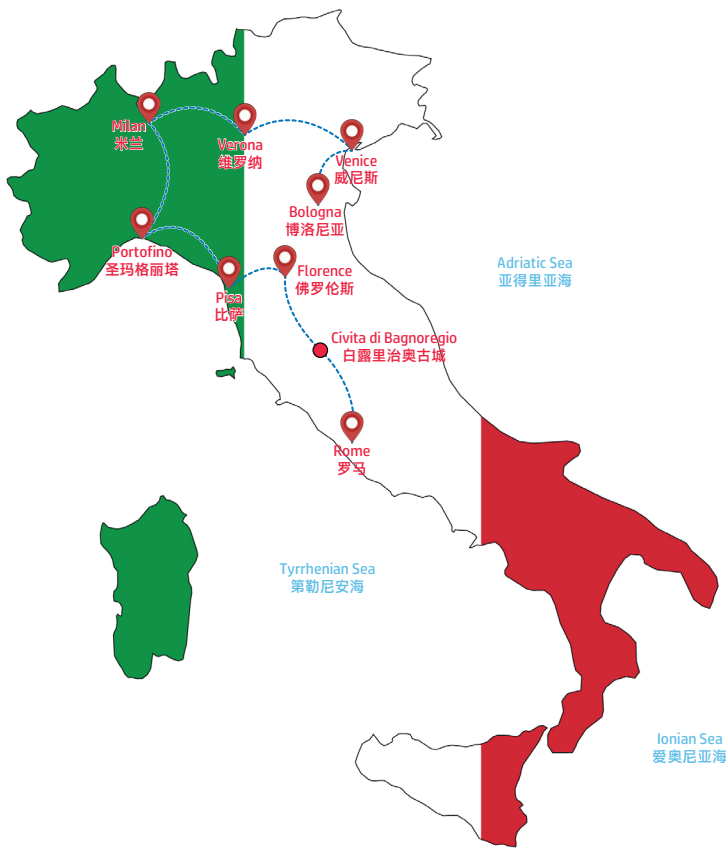 Milan
米兰
Verona
维罗纳
Venice
威尼斯
Bologna
博洛尼亚
Portofino
圣玛格丽塔
Pisa
比萨
Florence
佛罗伦斯
Adriatic Sea
亚得里亚海
Civita di Bagnoregio
白露里治奥古城
Rome
罗马
Tyrrhenian Sea
第勒尼安海
Ionian Sea
爱奥尼亚海